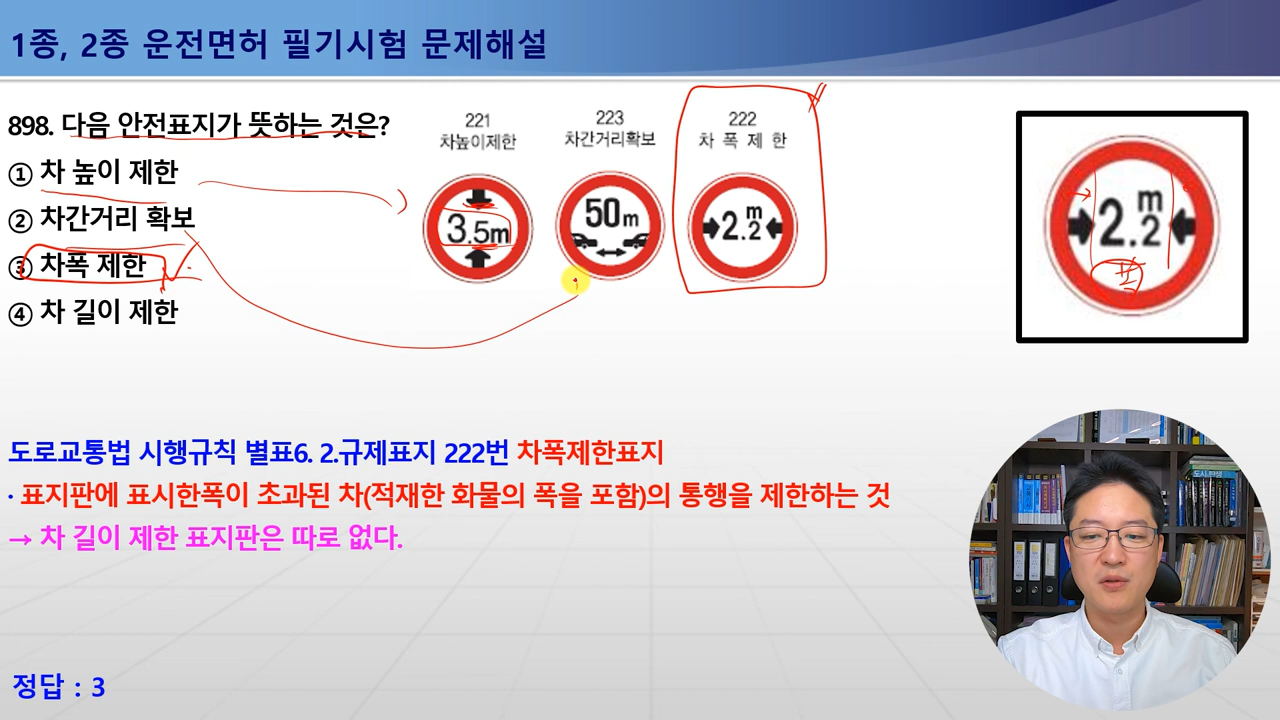 1종, 2종 운전면허 필기시험 문제해설
898. 다음 안전표지가 뜻하는 것은?
① 차 높이 제한
② 차간거리 확보
③ 차폭 제한
④ 차 길이 제한
221
차높이제한
3.5m
223
차간거리확보
50m
222
차 폭 제 한
2.2m
2.2m
도로교통법 시행규칙 별표6. 2.규제표지 222번 차폭제한표지
· 표지판에 표시한폭이 초과된 차(적재한 화물의 폭을 포함)의 통행을 제한하는 것
→ 차 길이 제한 표지판은 따로 없다.
정답 : 3